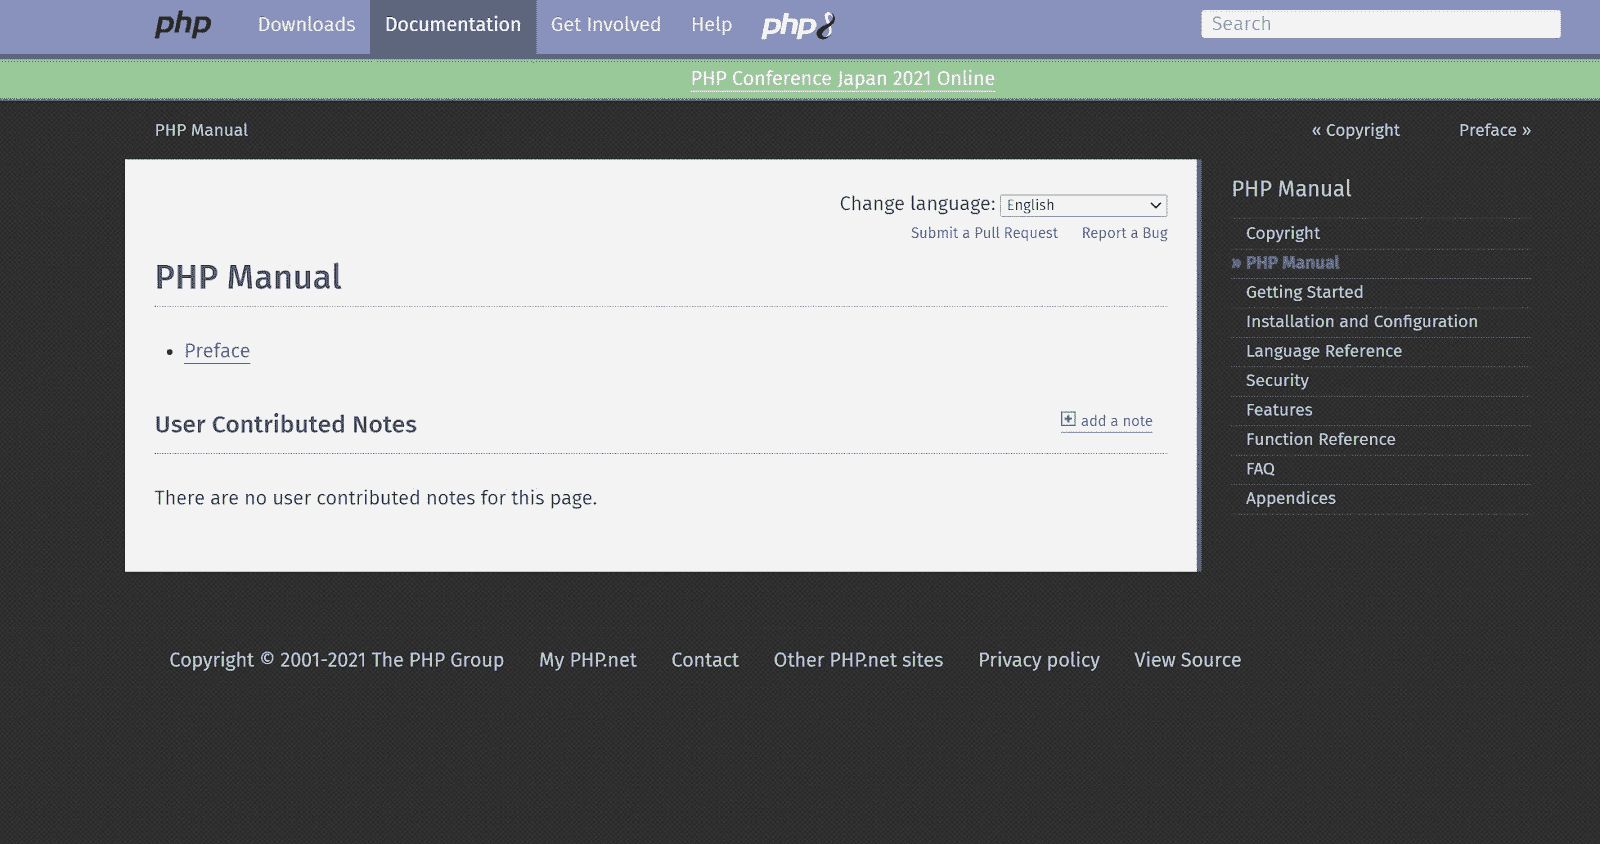 php Downloads Documentation Get Involved Help php8 Search
PHP Conference Japan 2021 Online
PHP Manual « Copyright Preface »
Change language: English
Submit a Pull Request Report a Bug
PHP Manual
Preface
User Contributed Notes add a note
There are no user contributed notes for this page.
PHP Manual
Copyright
» PHP Manual
Getting Started
Installation and Configuration
Language Reference
Security
Features
Function Reference
FAQ
Appendices
Copyright © 2001-2021 The PHP Group My PHP.net Contact Other PHP.net sites Privacy policy View Source